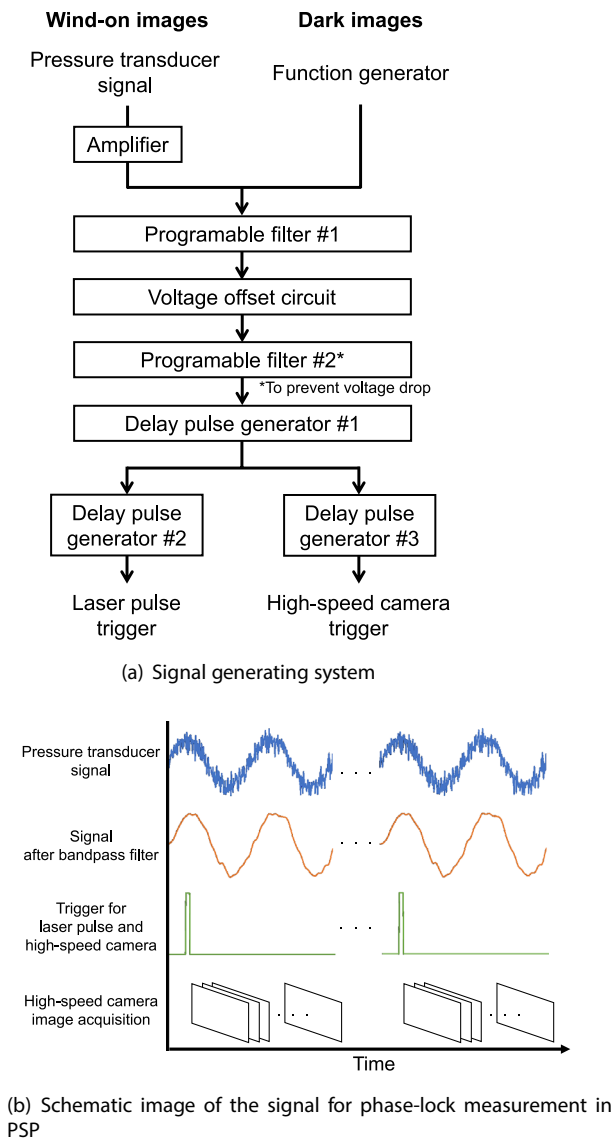 Wind-on images
Dark images
Pressure transducer
signal
Function generator
Amplifier
Programable filter #1
Voltage offset circuit
Programable filter #2*
*To prevent voltage drop
Delay pulse generator #1
Delay pulse
generator #2
Delay pulse
generator #3
Laser pulse
trigger
High-speed camera
trigger
(a) Signal generating system
Pressure transducer
signal
Signal
after bandpass filter
Trigger for
laser pulse and
high-speed camera
High-speed camera
image acquisition
Time
(b) Schematic image of the signal for phase-lock measurement in
PSP